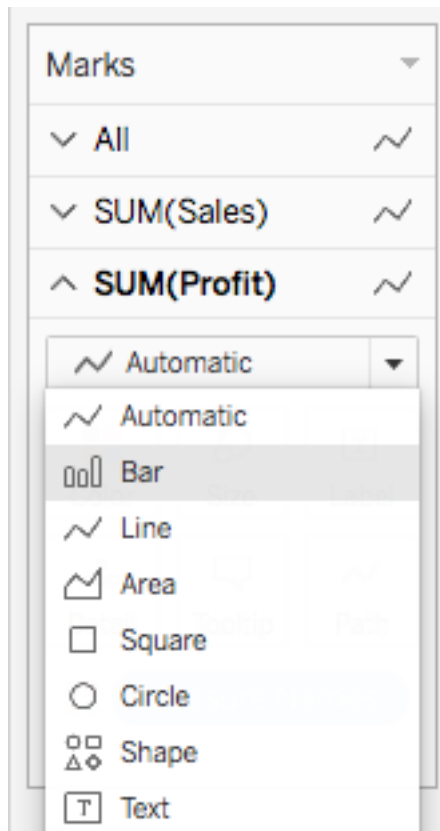 Marks
All
SUM(Sales)
SUM(Profit)
Automatic
Automatic
Bar
Line
Area
Square
Circle
Shape
T Text